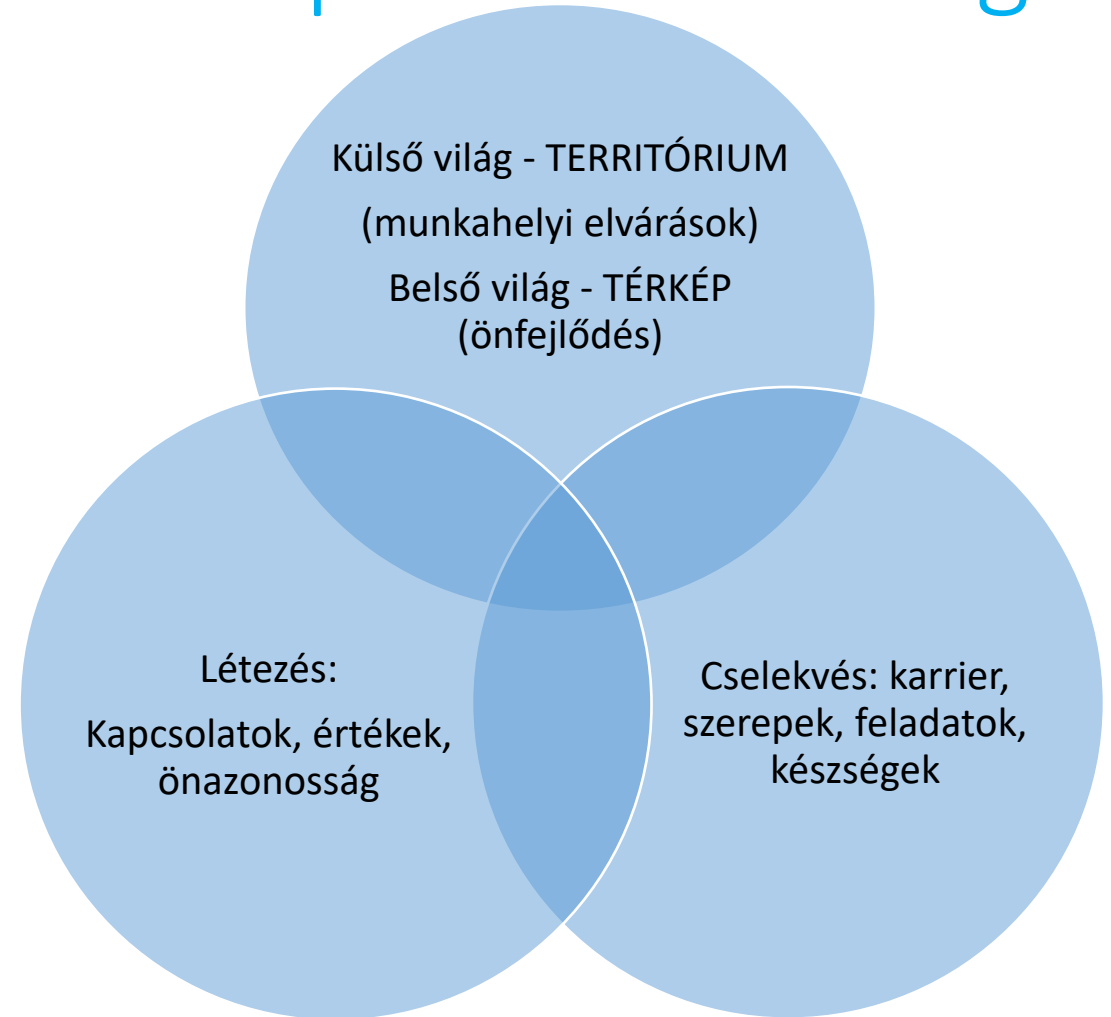 Külső világ - TERRITÓRIUM
(munkahelyi elvárások)
Belső világ - TÉRKÉP
(önfejlődés)
Létezés:
Kapcsolatok, értékek,
önazonosság
Cselekvés: karrier,
szerepek, feladatok,
készségek